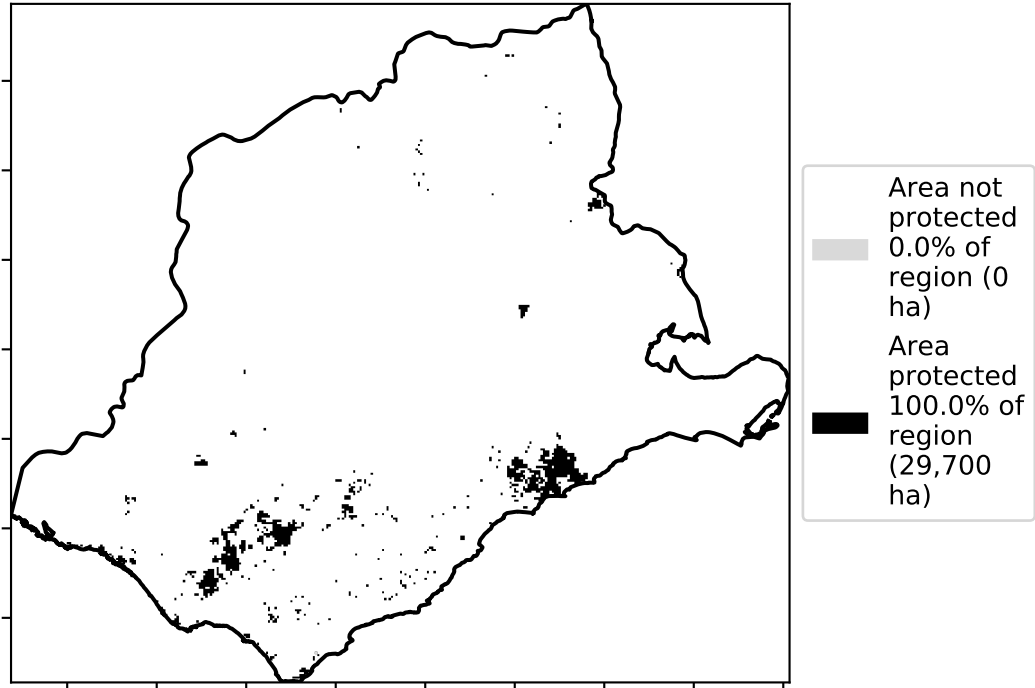 Area not
protected
0.0% of
region (0
ha)
Area
protected
100.0% of
region
(29,700
ha)